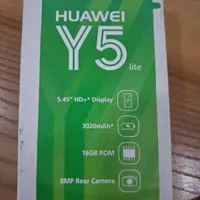 HUAWEI
Y5
lite
5.45" HD+* Display
3020mAh*
16GB ROM
8MP Rear Camera